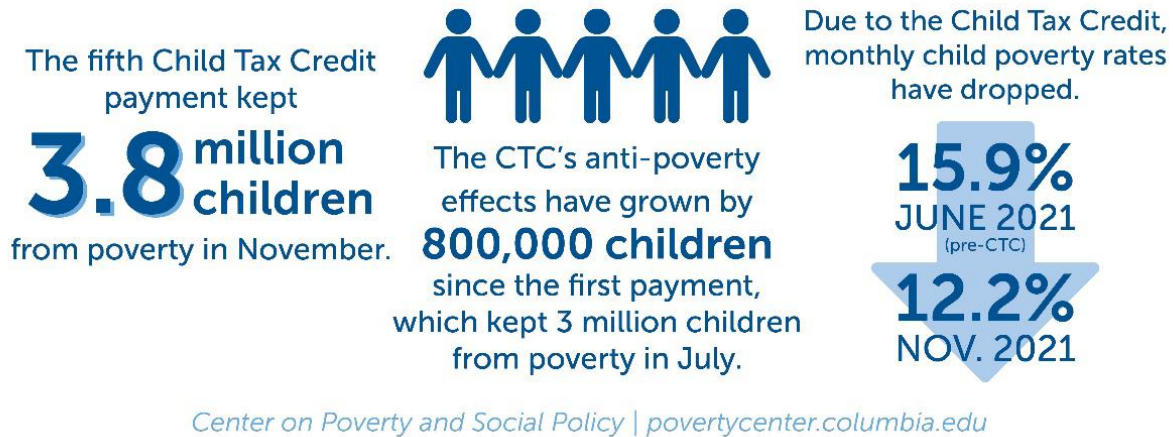 The fifth Child Tax Credit
payment kept
3.8 million
children
from poverty in November.
The CTC's anti-poverty
effects have grown by
800,000 children
since the first payment,
which kept 3 million children
from poverty in July.
Due to the Child Tax Credit,
monthly child poverty rates
have dropped.
15.9%
JUNE 2021
(pre-CTC)
12.2%
NOV. 2021
Center on Poverty and Social Policy | povertycenter.columbia.edu